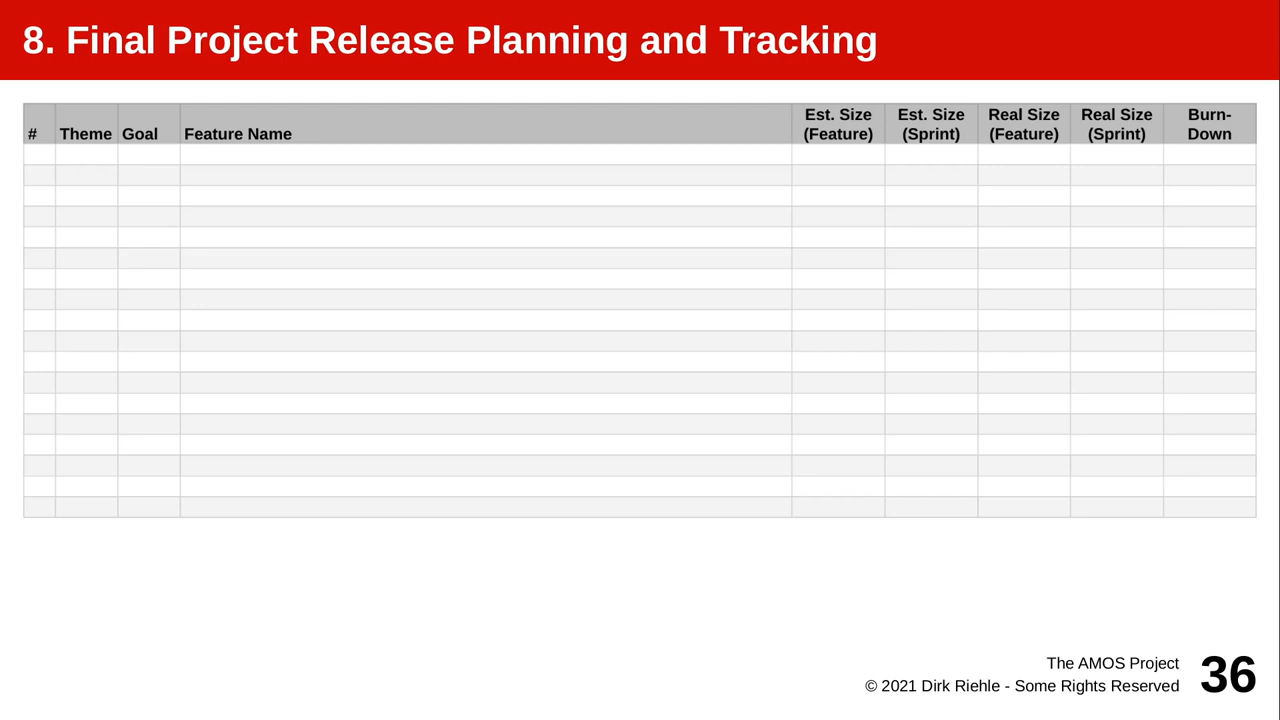 8. Final Project Release Planning and Tracking
# Theme Goal Feature Name Est. Size (Feature) Est. Size (Sprint) Real Size (Feature) Real Size (Sprint) Burn-Down
The AMOS Project
© 2021 Dirk Riehle - Some Rights Reserved
36